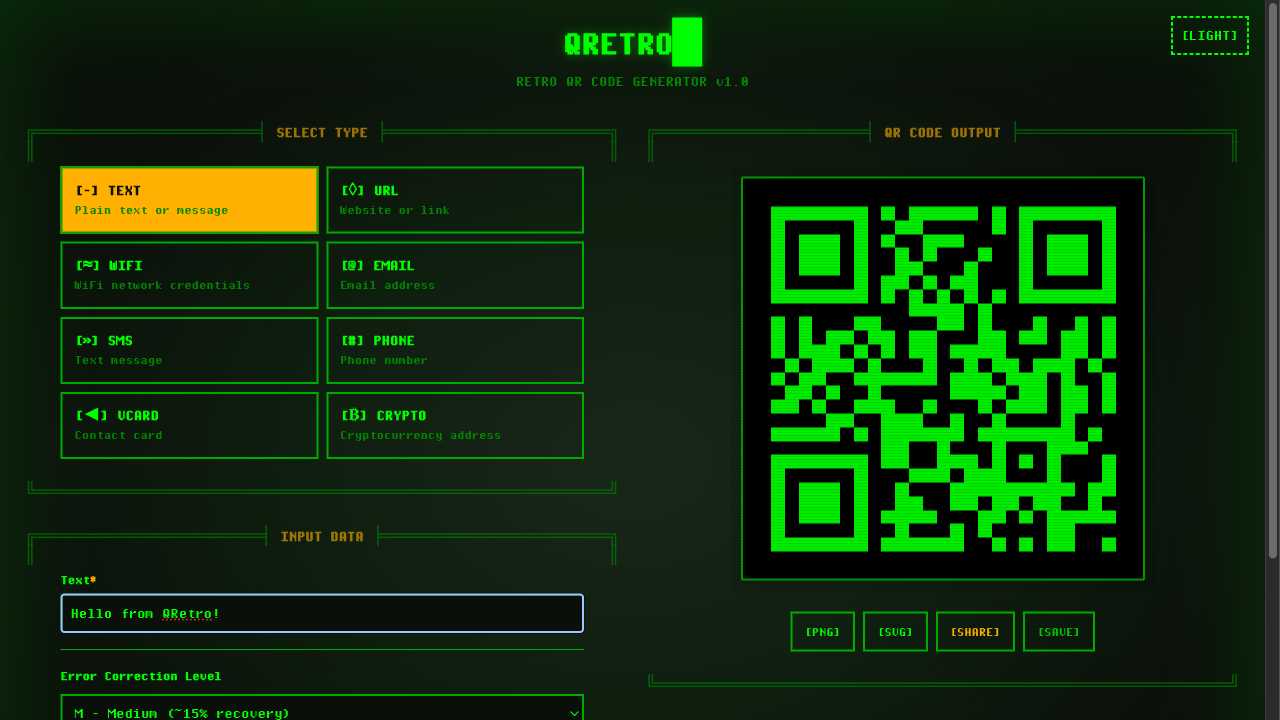 QRETRO
[LIGHT]
RETRO QR CODE GENERATOR v1.0
SELECT TYPE
[-] TEXT
Plain text or message
[◊] URL
Website or link
[≈] WIFI
WiFi network credentials
[@] EMAIL
Email address
[»] SMS
Text message
[#] PHONE
Phone number
[◄] VCARD
Contact card
[₿] CRYPTO
Cryptocurrency address
INPUT DATA
Text*
Hello from QRetro!
Error Correction Level
M - Medium (~15% recovery)
QR CODE OUTPUT
[PNG]
[SVG]
[SHARE]
[SAVE]